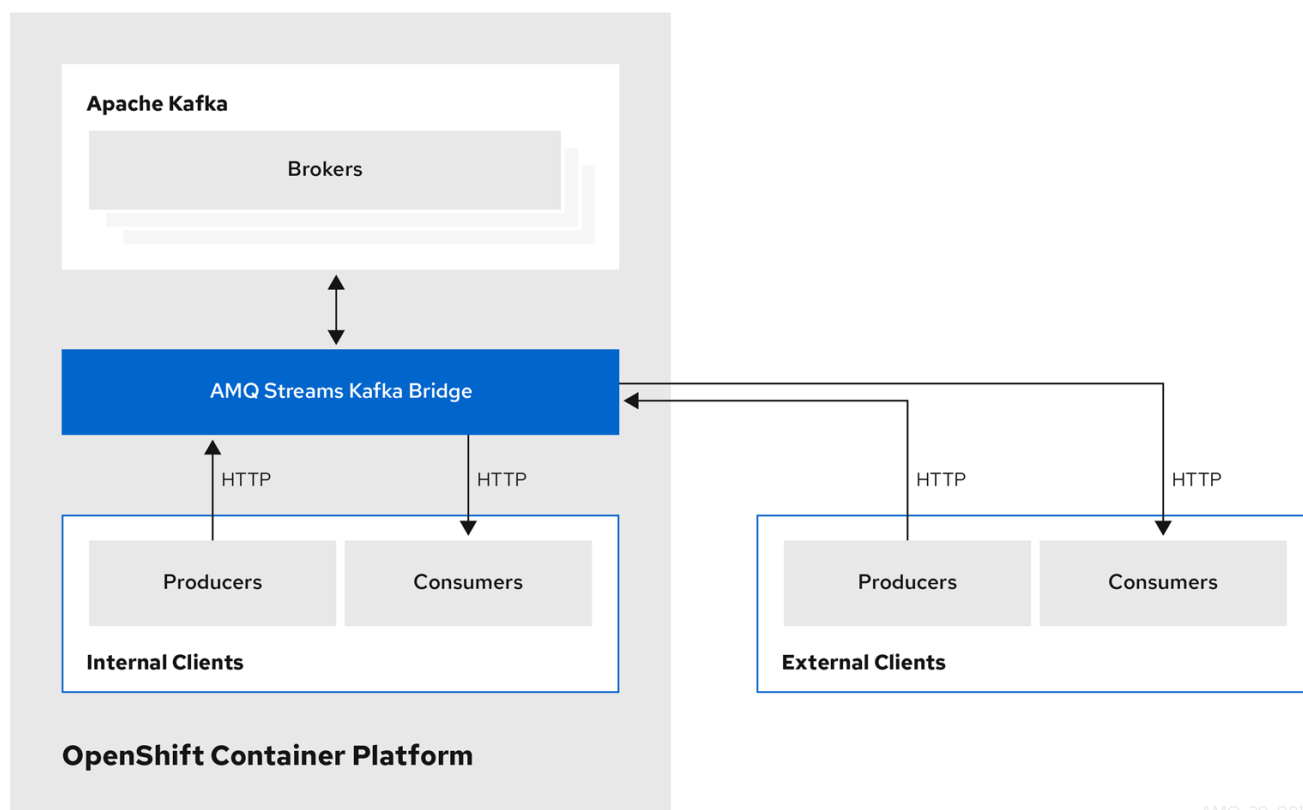 Apache Kafka
Brokers
AMQ Streams Kafka Bridge
HTTP
HTTP
HTTP
HTTP
Producers
Consumers
Producers
Consumers
Internal Clients
External Clients
OpenShift Container Platform